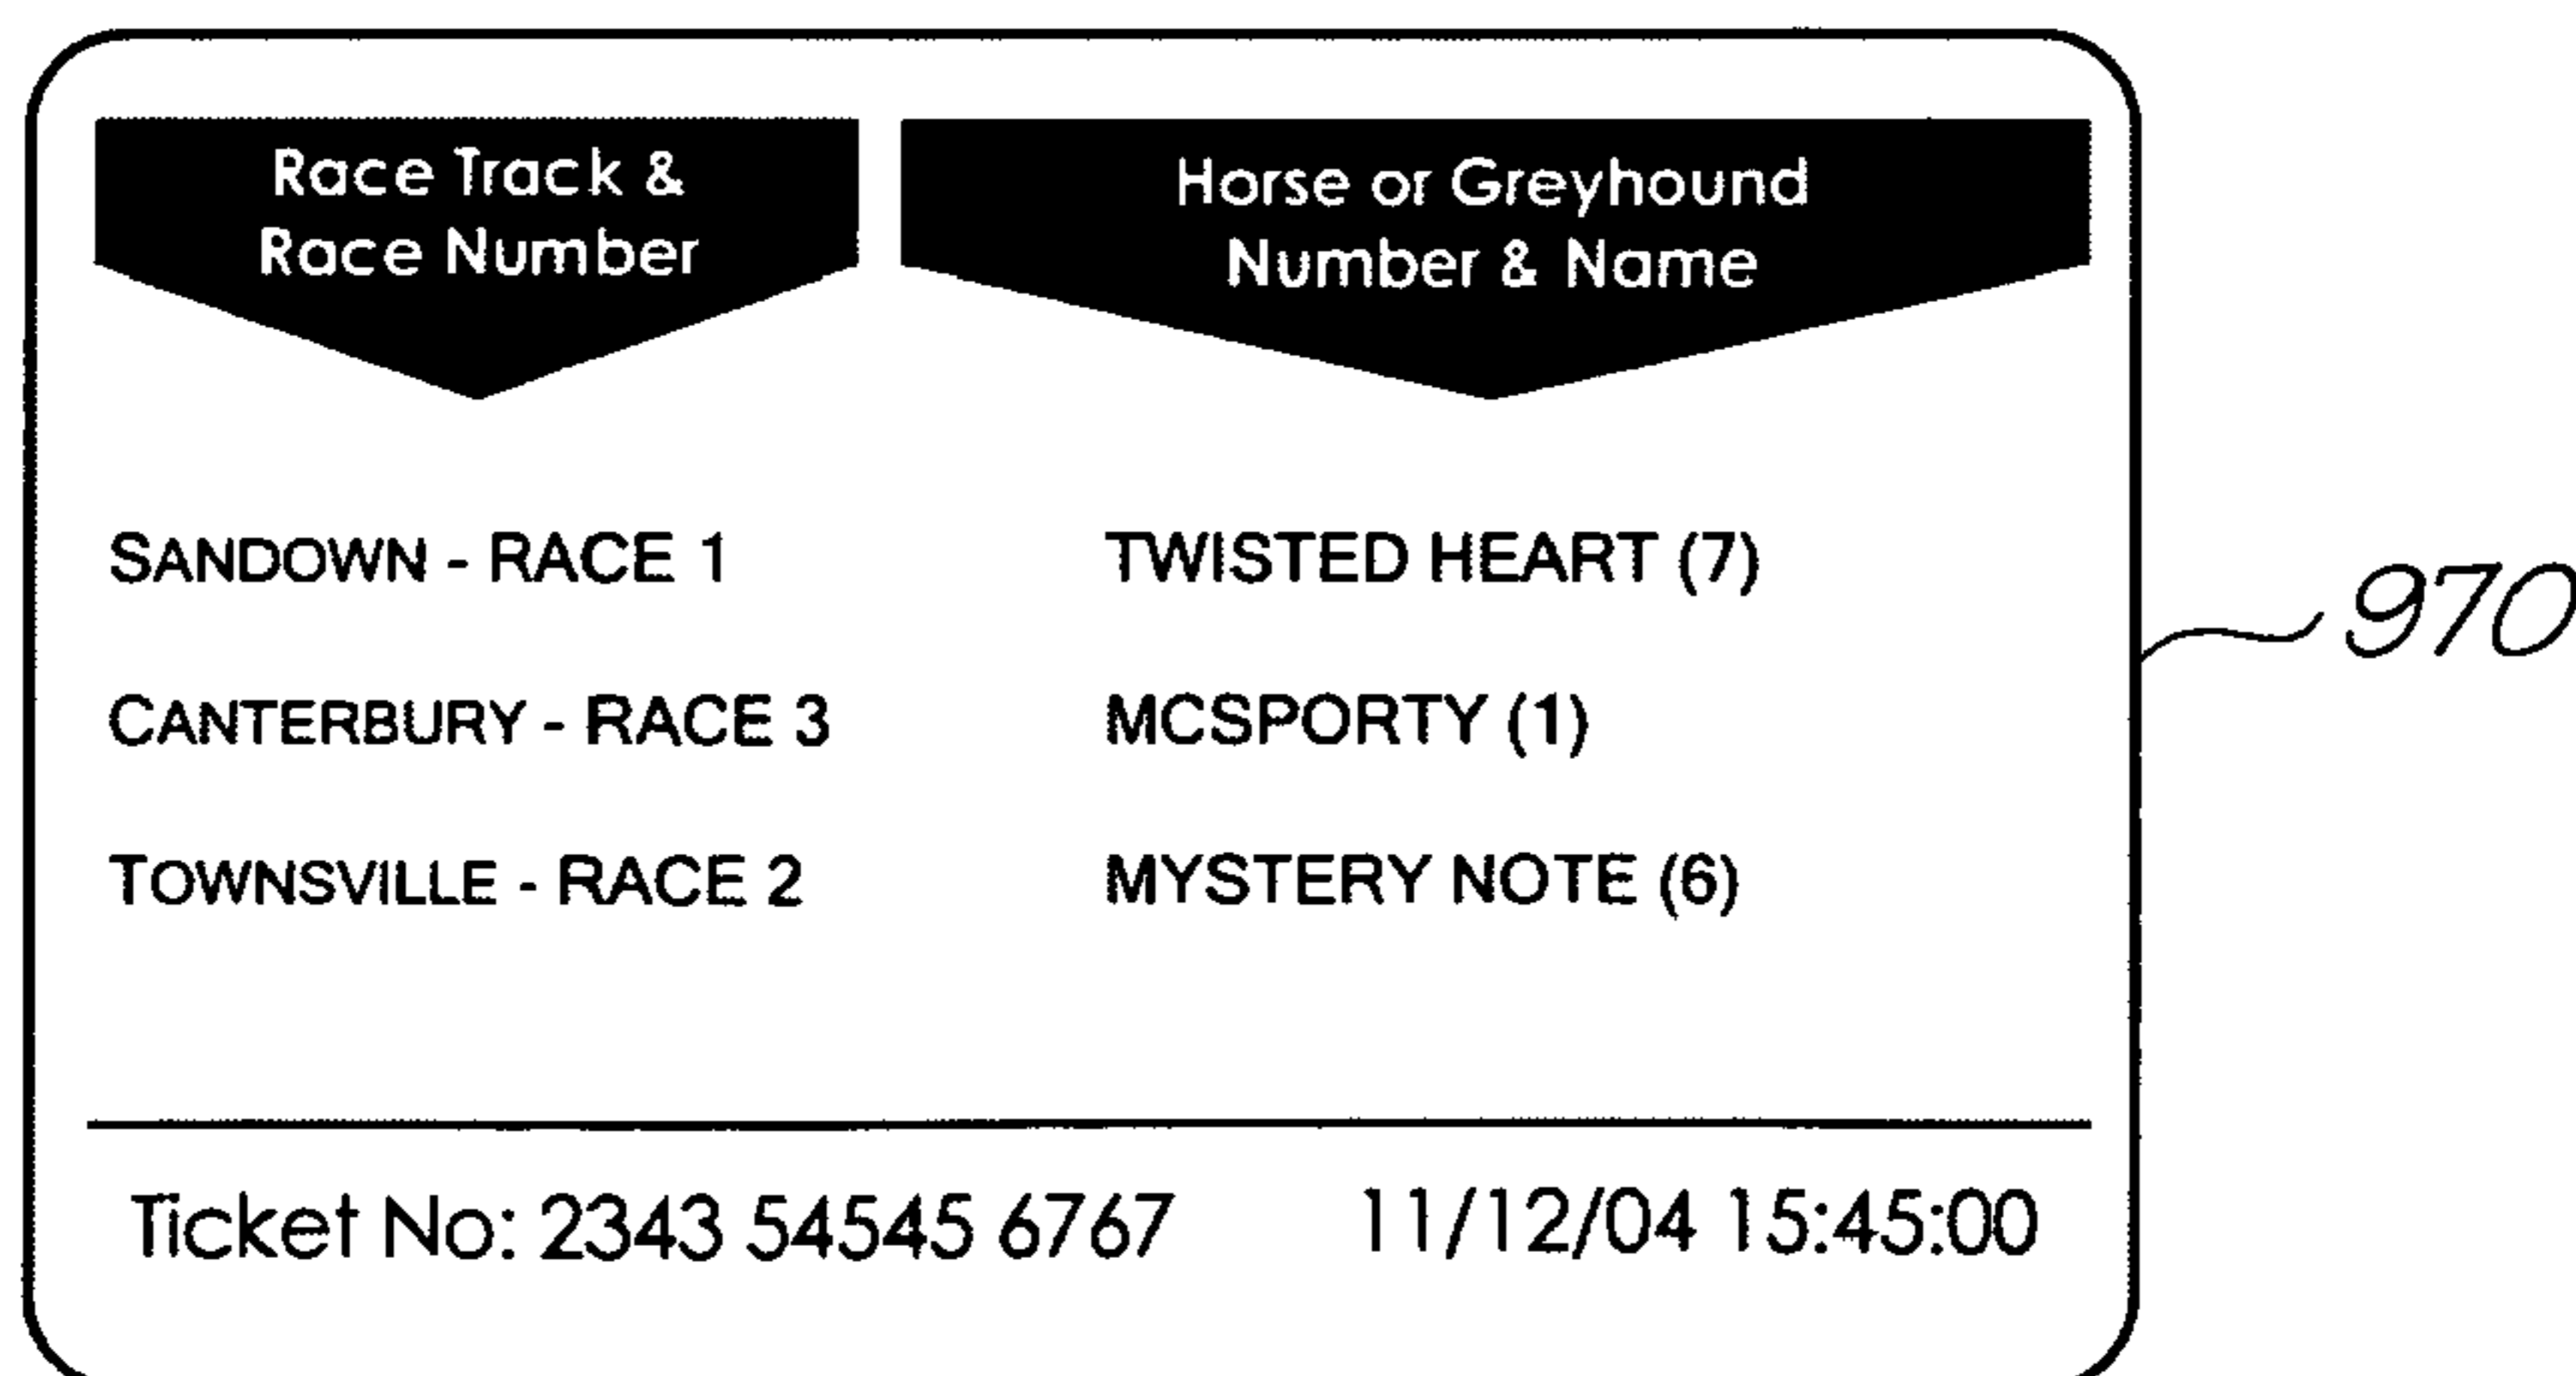 Race Track &
Race Number
Horse or Greyhound
Number & Name
SANDOWN - RACE 1 TWISTED HEART (7)
CANTERBURY - RACE 3 MCSPORTY (1)
TOWNSVILLE - RACE 2 MYSTERY NOTE (6)
970
Ticket No: 2343 54545 6767 11/12/04 15:45:00